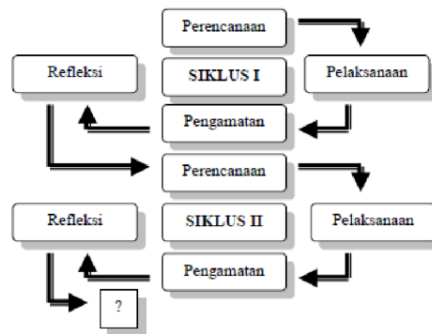 Perencanaan
Refleksi
SIKLUS I
Pelaksanaan
Pengamatan
Perencanaan
Refleksi
SIKLUS II
Pelaksanaan
Pengamatan
?